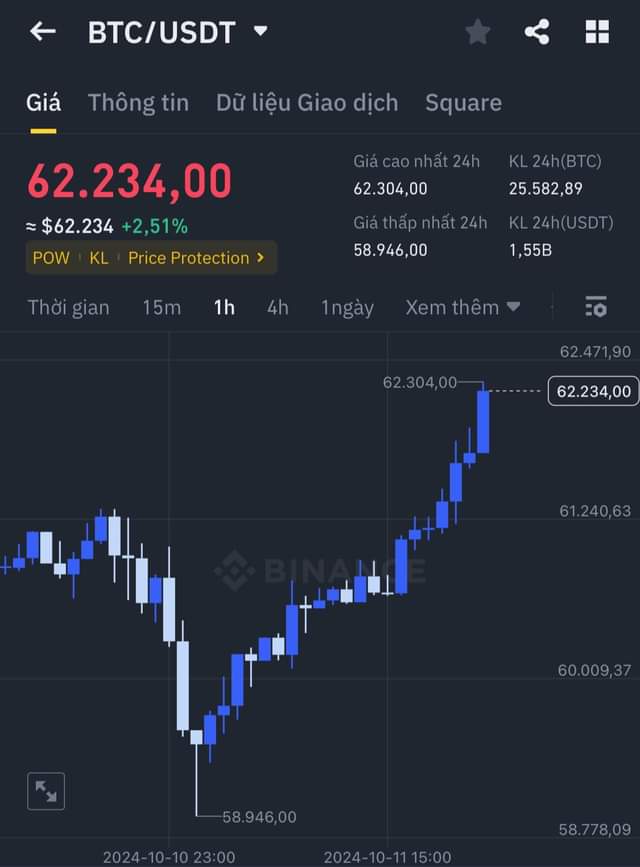 BTC/USDT
Giá Thông tin Dữ liệu Giao dịch Square
62.234,00
≈ $62.234 +2,51%
POW KL Price Protection
Giá cao nhất 24h KL 24h(BTC)
62.304,00 25.582,89
Giá thấp nhất 24h KL 24h(USDT)
58.946,00 1,55B
Thời gian 15m 1h 4h 1ngày Xem thêm
62.471,90
62.304,00
62.234,00
61.240,63
BINANCE
60.009,37
58.946,00
58.778,09
2024-10-10 23:00 2024-10-11 15:00